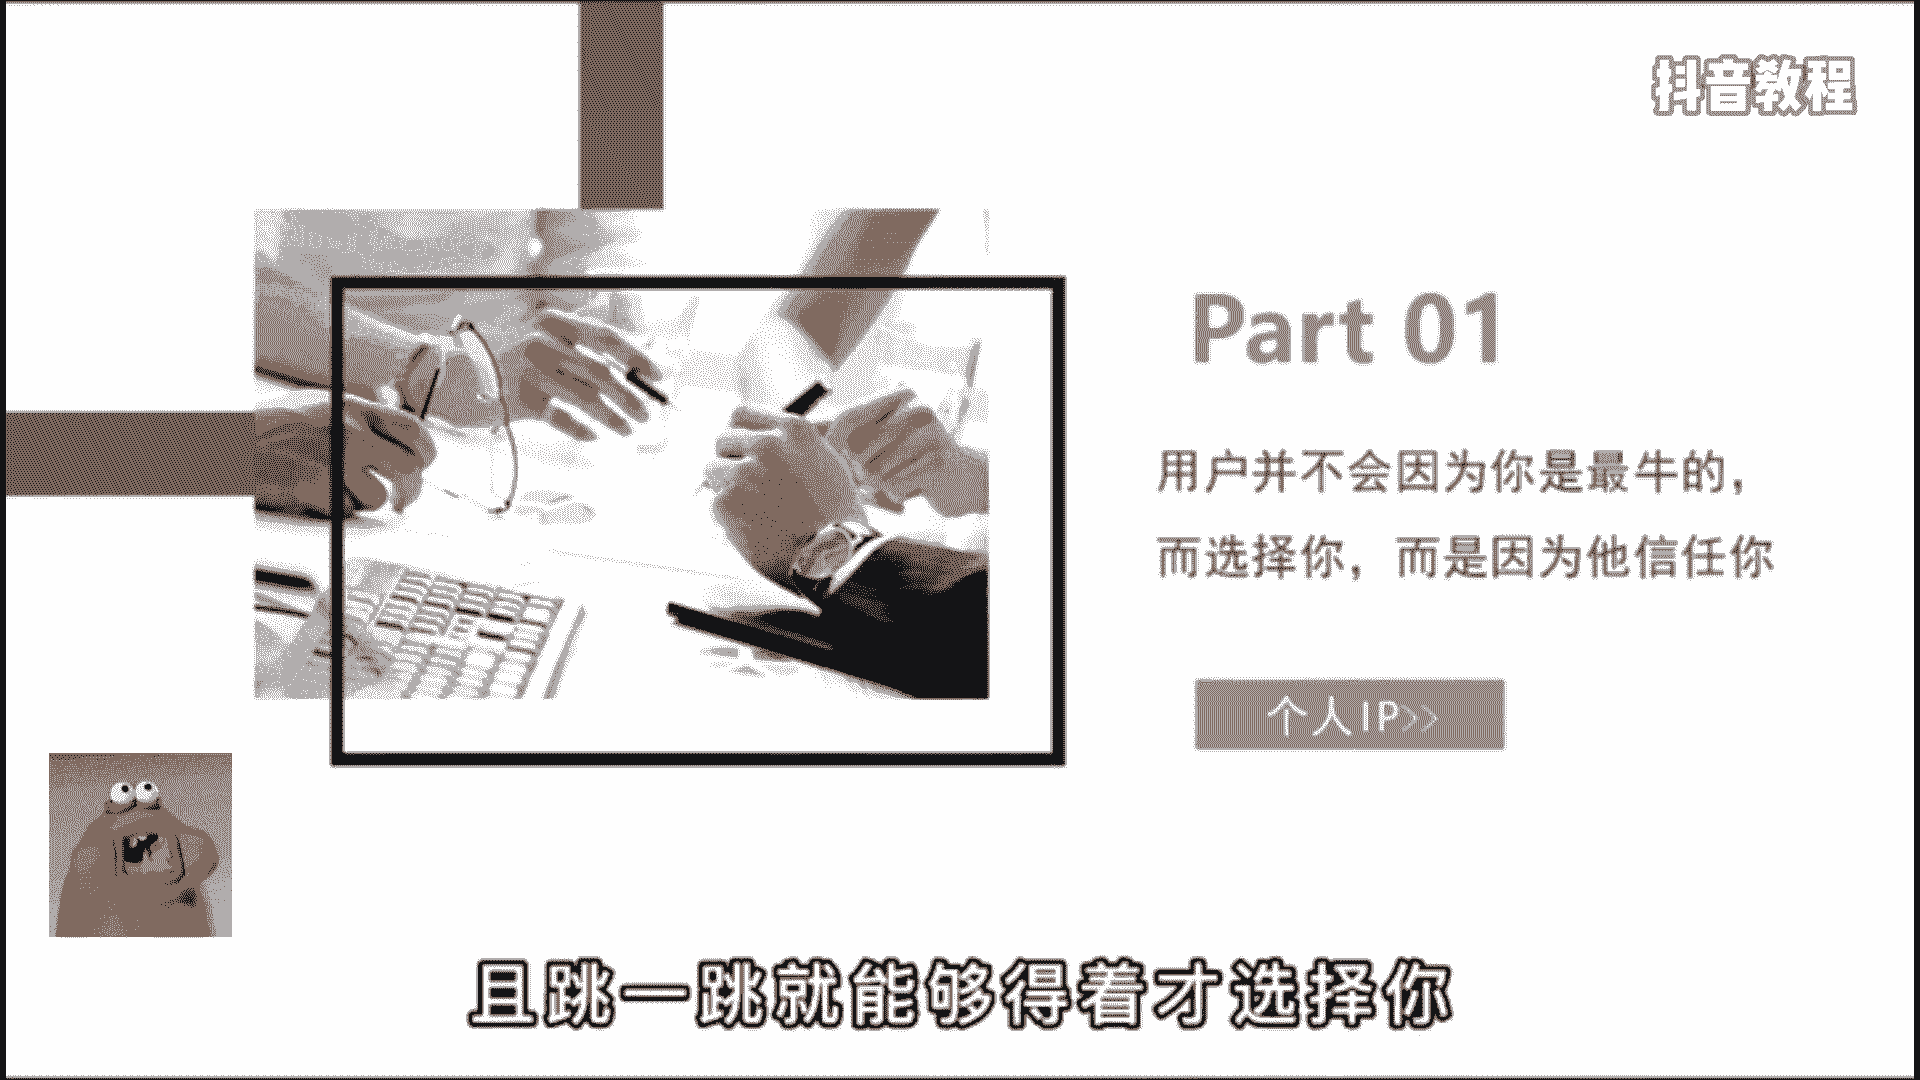 抖音教程
Part 01
用户并不会因为你是最牛的，
而选择你，而是因为他信任你
个人IP>>
且跳一跳就能够得着才选择你